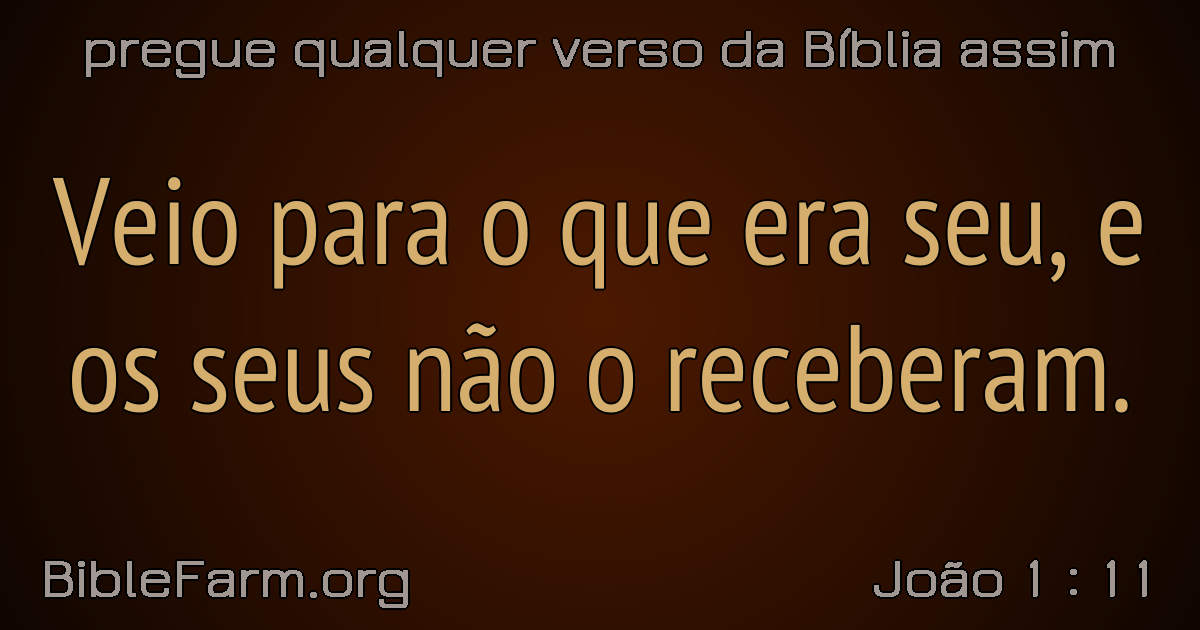 pregue qualquer verso da Bíblia assim
Veio para o que era seu, e
os seus não o receberam.
BibleFarm.org
João 1 : 11